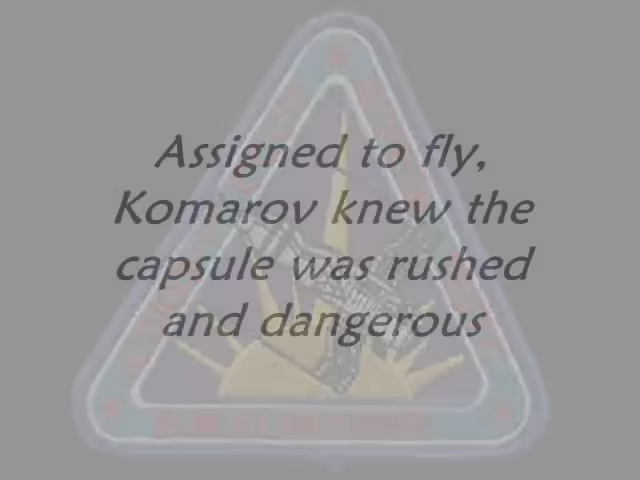 Assigned to fly,
Komarov knew the
capsule was rushed
and dangerous